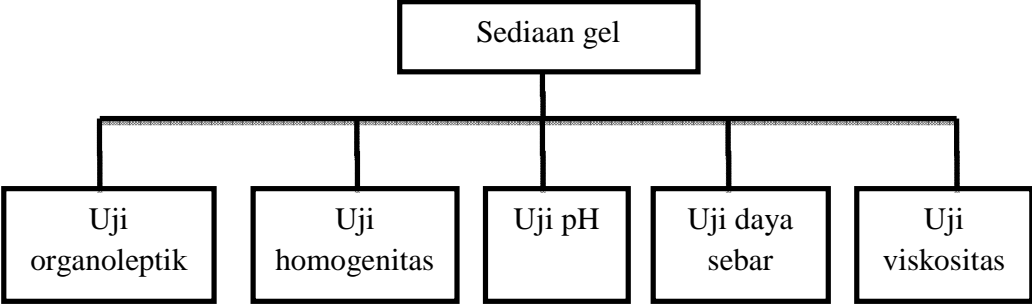 Sediaan gel
Uji
organoleptik
Uji
homogenitas
Uji pH
Uji daya
sebar
Uji
viskositas